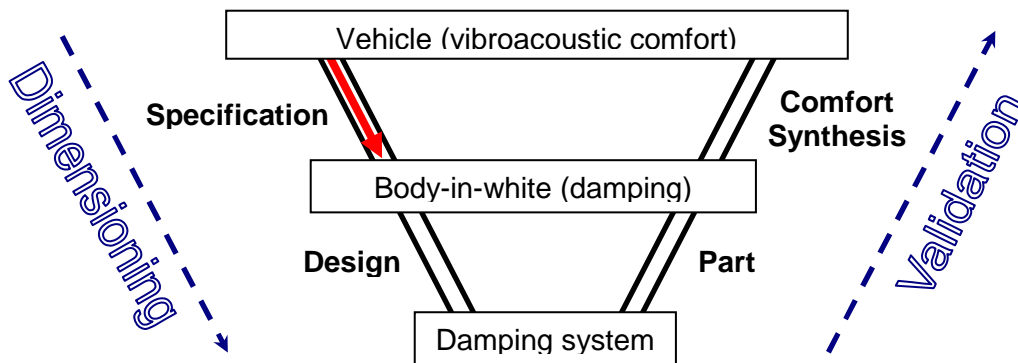 Vehicle (vibroacoustic comfort)
Dimensioning
Specification
Comfort
Synthesis
Validation
Body-in-white (damping)
Design
Part
Damping system